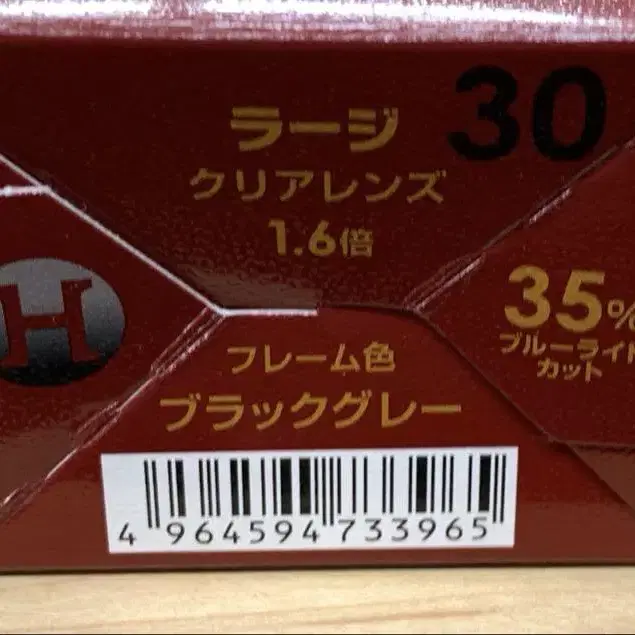 ラージ
30
クリアレンズ
1.6倍
H
35%
ブルーライト
カット
フレーム色
ブラックグレー
4 964594 733965